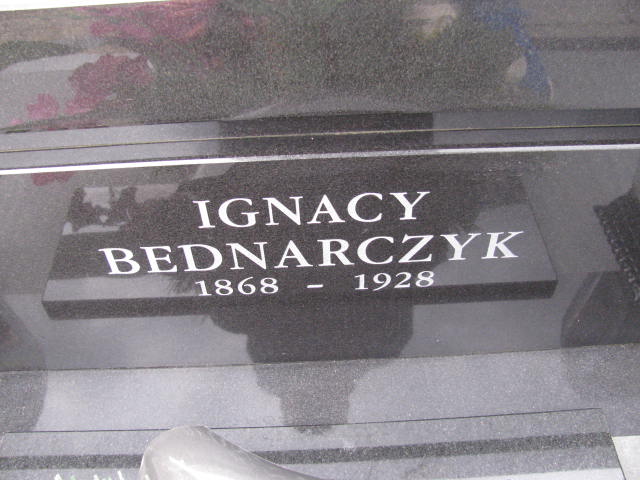 IGNACY
BEDNARCZYK
1868 - 1928